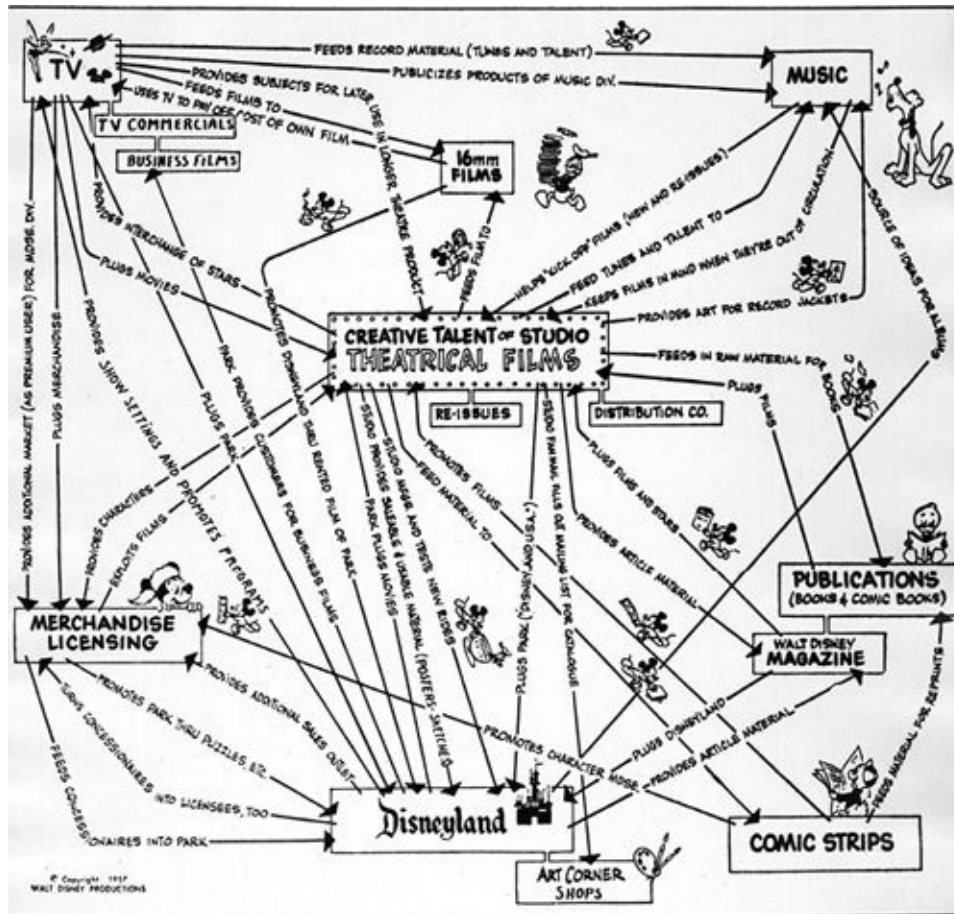 TV
FEEDS RECORD MATERIAL (TUNES AND TALENT)
PUBLICIZES PRODUCTS OF MUSIC DIV.
PROVIDES SUBJECTS FOR LATER USE IN LONGER, THEATRE PRODUCT
FEEDS FILMS TO
USES TV TO PAY OFF COST OF OWN FILM
MUSIC
TV COMMERCIALS
BUSINESS FILMS
16mm
FILMS
PROVIDES INTERCHANGE OF STARS
PLUGS MOVIES
FEEDS FILM TO
HELPS "KICK OFF" FILMS (NEW AND RE-ISSUES)
FEED TUNES AND TALENT TO
KEEPS FILMS IN MIND WHEN THEY'RE OUT OF CIRCULATION
PROVIDES ART FOR RECORD JACKETS
SOURCE OF IDEAS FOR ALBUMS
CREATIVE TALENT OF STUDIO
THEATRICAL FILMS
RE-ISSUES
DISTRIBUTION CO.
FEEDS IN RAW MATERIAL FOR BOOKS
PLUGS FILMS
PROVIDES ADDITIONAL MARKET (AS PREMIUM USER) FOR MDSE. DIV.
PLUGS MERCHANDISE
PROVIDES SHOW SETTINGS AND PROMOTES PROGRAMS
PLUGS PARK
PARK PROVIDES CUSTOMERS FOR BUSINESS FILMS
PROMOTES DISNEYLAND THRU RENTED FILM OF PARK
PROVIDES CHARACTERS
EXPLOITS FILMS
PARK PLUGS MOVIES
STUDIO PROVIDES SALEABLE & USABLE MATERIAL (POSTERS-SKETCHES)
STUDIO MEGRS AND TESTS NEW RIDES
FEED MATERIAL TO
PROMOTES FILMS
PLUGS PARK ("DISNEYLAND U.S.A.")
STUDIO FAN MAIL FILLS OUT MAILING LIST FOR CATALOGUE
PROVIDES ARTICLE MATERIAL
PLUGS FILMS AND STARS
PUBLICATIONS
(BOOKS & COMIC BOOKS)
WALT DISNEY
MAGAZINE
MERCHANDISE
LICENSING
PROMOTES PARK THRU PUZZLES, ETC.
PROVIDES ADDITIONAL SALES OUTLET
TURNS CONCESSIONAIRES INTO LICENSEES, TOO
FEEDS CONCESSIONAIRES INTO PARK
PROMOTES CHARACTER MDSE.
PLUGS DISNEYLAND
PROVIDES ARTICLE MATERIAL
FEEDS MATERIAL FOR REPRINTS
Disneyland
COMIC STRIPS
ART CORNER
SHOPS
© Copyright 1957
WALT DISNEY PRODUCTIONS